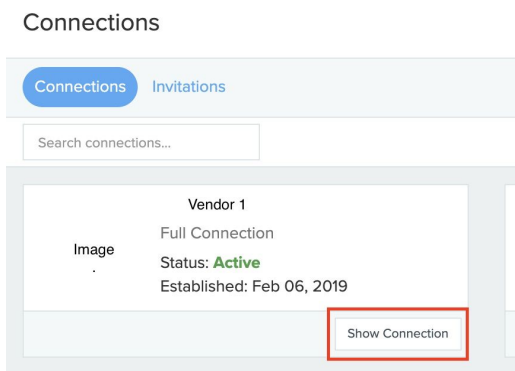 Connections
Connections Invitations
Search connections...
Vendor 1
Full Connection
Image
.
Status: Active
Established: Feb 06, 2019
Show Connection